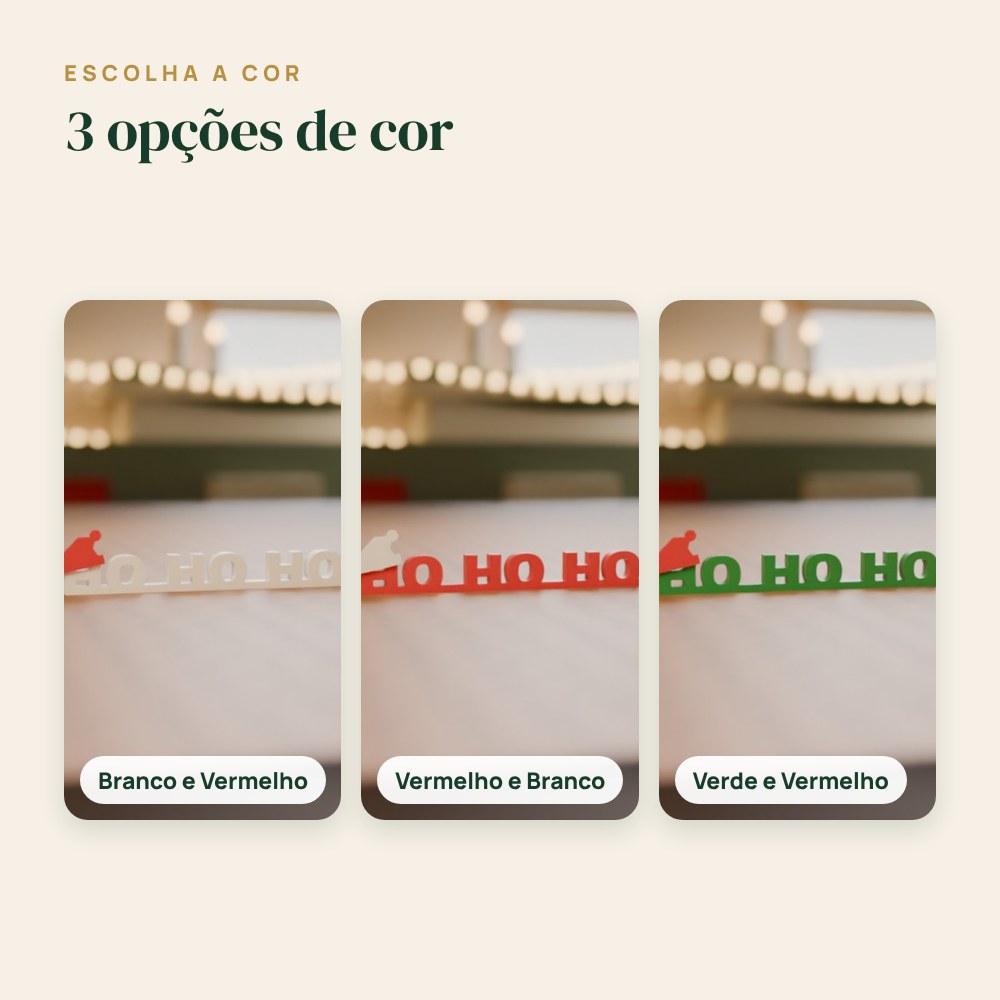 ESCOLHA A COR
3 opções de cor
HO HO HO
HO HO HO
HO HO HO
Branco e Vermelho
Vermelho e Branco
Verde e Vermelho